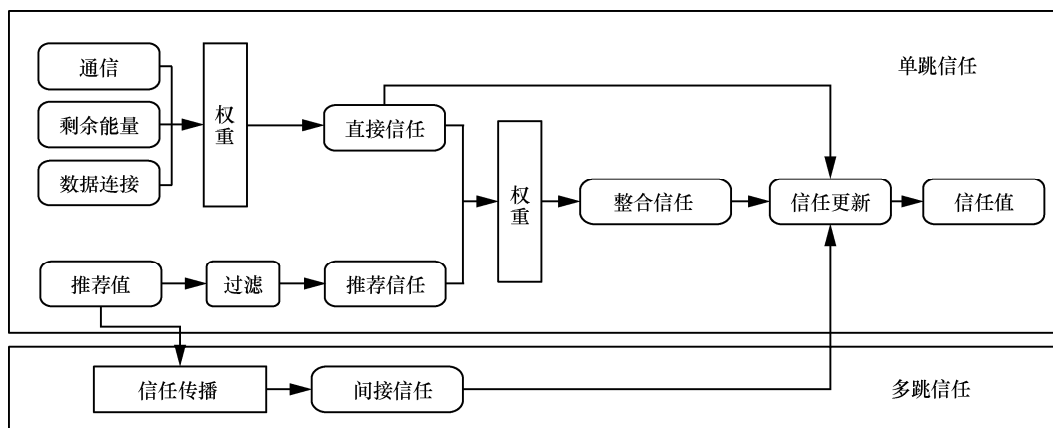 通信
单跳信任
剩余能量
权重
直接信任
数据连接
权重
整合信任
信任更新
信任值
推荐值
过滤
推荐信任
信任传播
间接信任
多跳信任